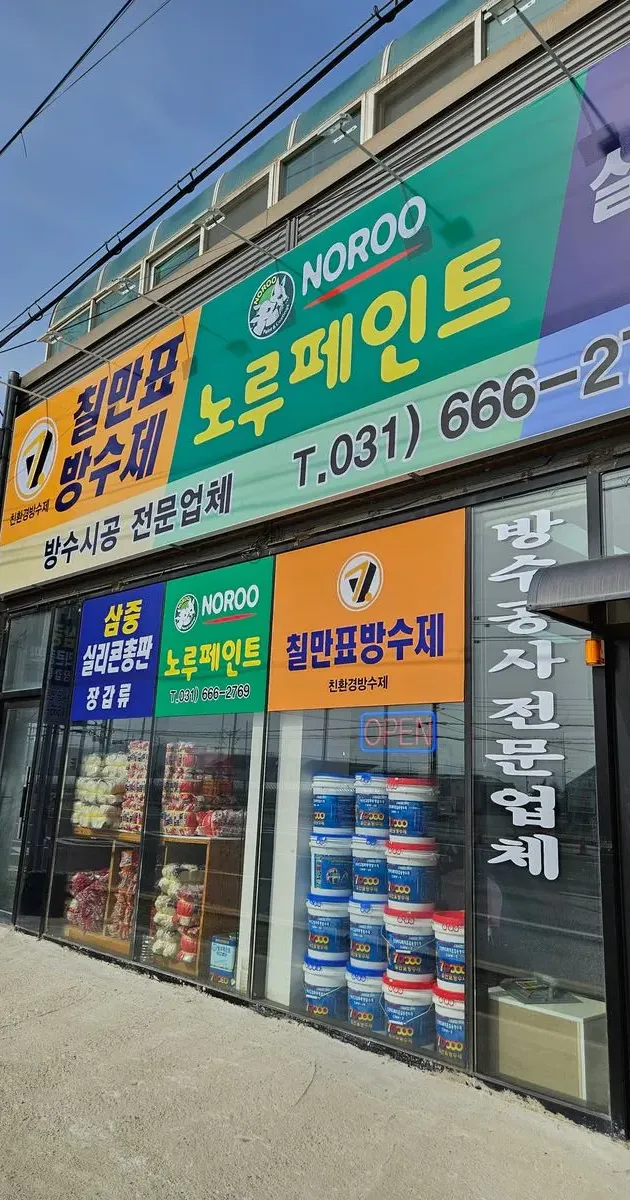 칠만표
방수제
친환경방수제
NOROO
NOROO
노루페인트
방수시공 전문업체
T.031) 666-27
삼중
실리콘총판
장갑류
NOROO
노루페인트
T.031) 666-2769
칠만표방수제
친환경방수제
OPEN
방수공사전문업체